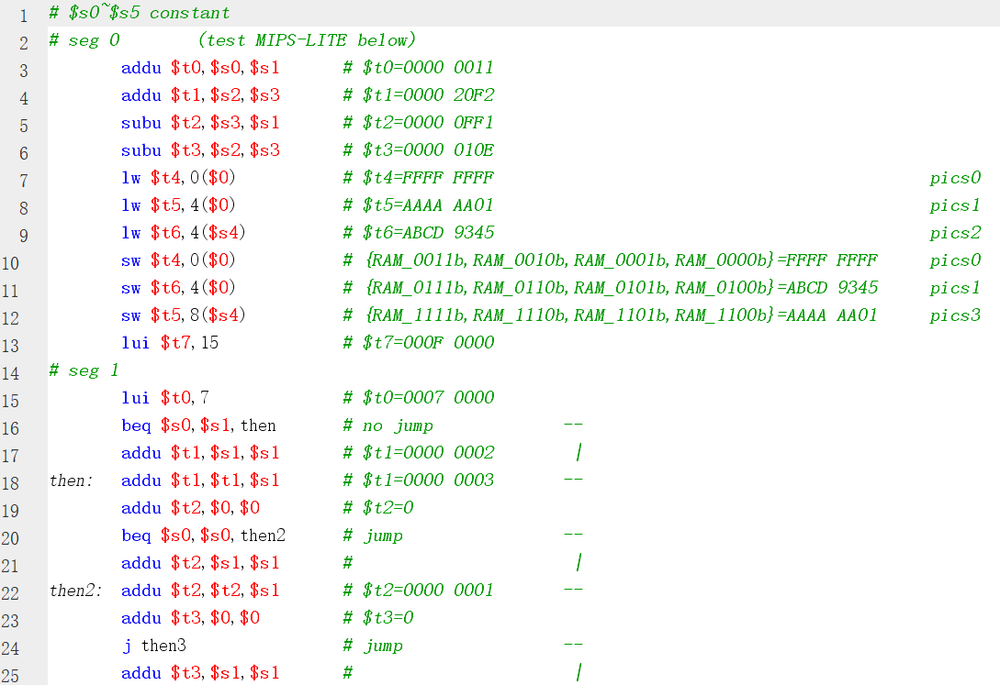 1 # $s0~$s5 constant
2 # seg 0 (test MIPS-LITE below)
3 addu $t0,$s0,$s1 # $t0=0000 0011
4 addu $t1,$s2,$s3 # $t1=0000 20F2
5 subu $t2,$s3,$s1 # $t2=0000 0FF1
6 subu $t3,$s2,$s3 # $t3=0000 010E
7 lw $t4,0($0) # $t4=FFFF FFFF pics0
8 lw $t5,4($0) # $t5=AAAA AA01 pics1
9 lw $t6,4($s4) # $t6=ABCD 9345 pics2
10 sw $t4,0($0) # {RAM_0011b,RAM_0010b,RAM_0001b,RAM_0000b}=FFFF FFFF pics0
11 sw $t6,4($0) # {RAM_0111b,RAM_0110b,RAM_0101b,RAM_0100b}=ABCD 9345 pics1
12 sw $t5,8($s4) # {RAM_1111b,RAM_1110b,RAM_1101b,RAM_1100b}=AAAA AA01 pics3
13 lui $t7,15 # $t7=000F 0000
14 # seg 1
15 lui $t0,7 # $t0=0007 0000
16 beq $s0,$s1,then # no jump --
17 addu $t1,$s1,$s1 # $t1=0000 0002 |
18 then: addu $t1,$t1,$s1 # $t1=0000 0003 --
19 addu $t2,$0,$0 # $t2=0
20 beq $s0,$s0,then2 # jump --
21 addu $t2,$s1,$s1 # |
22 then2: addu $t2,$t2,$s1 # $t2=0000 0001 --
23 addu $t3,$0,$0 # $t3=0
24 j then3 # jump --
25 addu $t3,$s1,$s1 # |